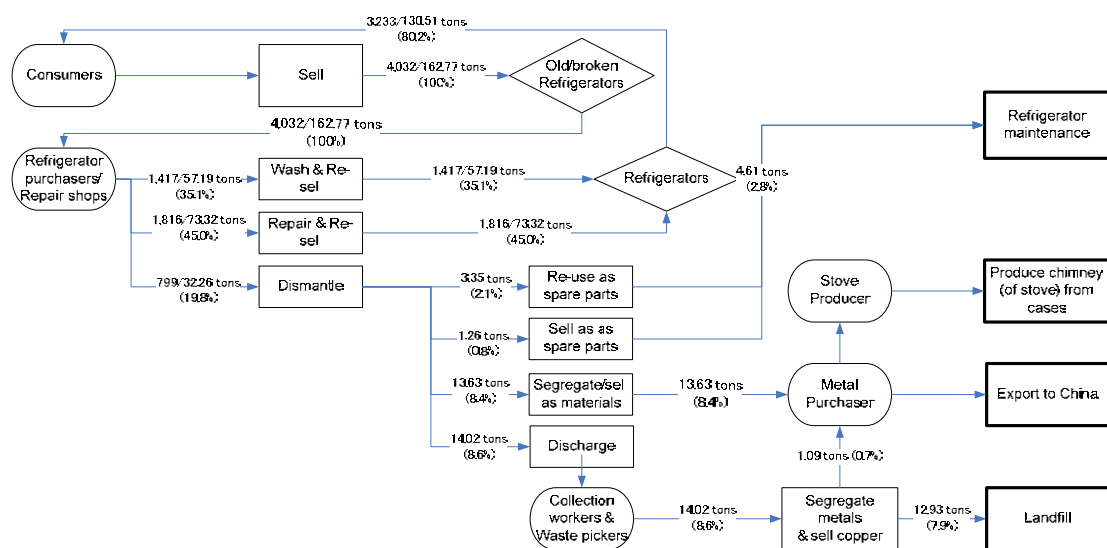 3,233/130.51 tons
(80.2%)
Consumers
Sell
4,032/162.77 tons
(100%)
Old/broken
Refrigerators
4,032/162.77 tons
(100%)
Refrigerator
maintenance
Refrigerator
purchasers/
Repair shops
1,417/57.19 tons
(35.1%)
Wash & Re-
sel
1,417/57.19 tons
(35.1%)
Refrigerators
4.61 tons
(2.8%)
1,816/73.32 tons
(45.0%)
Repair & Re-
sel
1,816/73.32 tons
(45.0%)
799/32.26 tons
(19.8%)
Dismantle
3.35 tons
(2.1%)
Re-use as
spare parts
Stove
Producer
Produce chimney
(of stove) from
cases
1.26 tons
(0.8%)
Sell as as
spare parts
13.63 tons
(8.4%)
Segregate/sel
as materials
13.63 tons
(8.4%)
Metal
Purchaser
Export to China
14.02 tons
(8.6%)
Discharge
1.09 tons (0.7%)
Collection
workers &
Waste pickers
14.02 tons
(8.6%)
Segregate
metals
& sell copper
12.93 tons
(7.9%)
Landfill